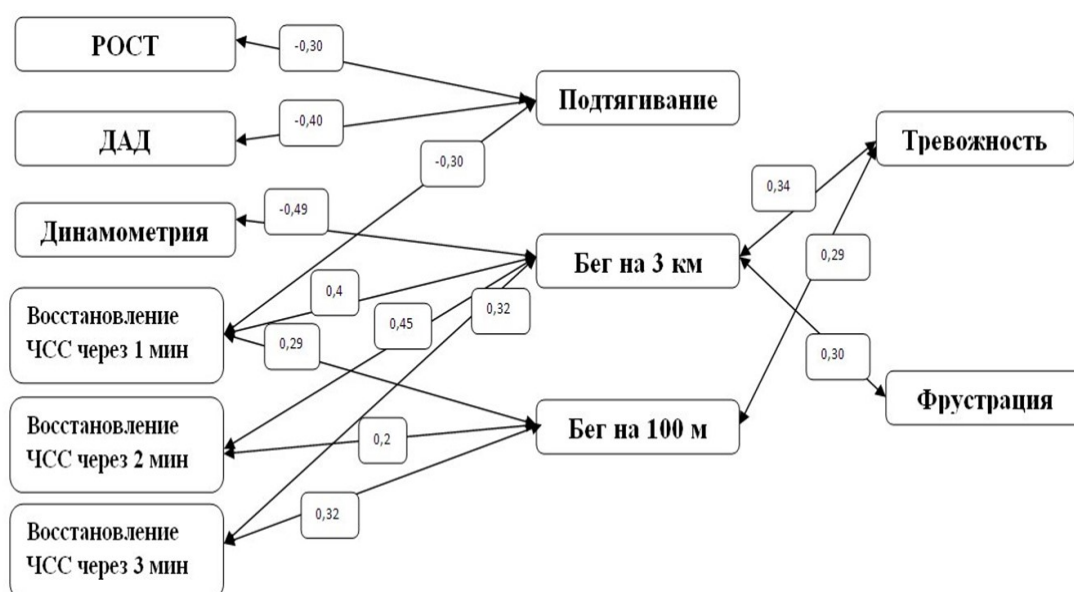 РОСТ
-0,30
Подтягивание
ДАД
-0,40
Тревожность
-0,30
0,34
Динамометрия
-0,49
Бег на 3 км
0,29
0,4
0,45
0,32
Восстановление
ЧСС через 1 мин
0,29
0,30
Фрустрация
Бег на 100 м
Восстановление
ЧСС через 2 мин
0,2
0,32
Восстановление
ЧСС через 3 мин